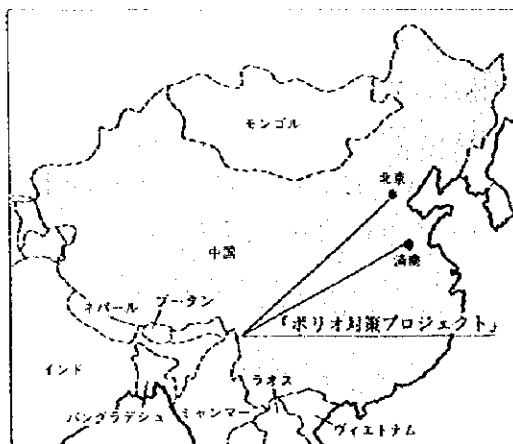 モンゴル
北京
中国
済南
ネパール
ブータン
「ポリオ対策プロジェクト」
インド
ラオス
バングラデシュ
ミャンマー
ヴィエトナム